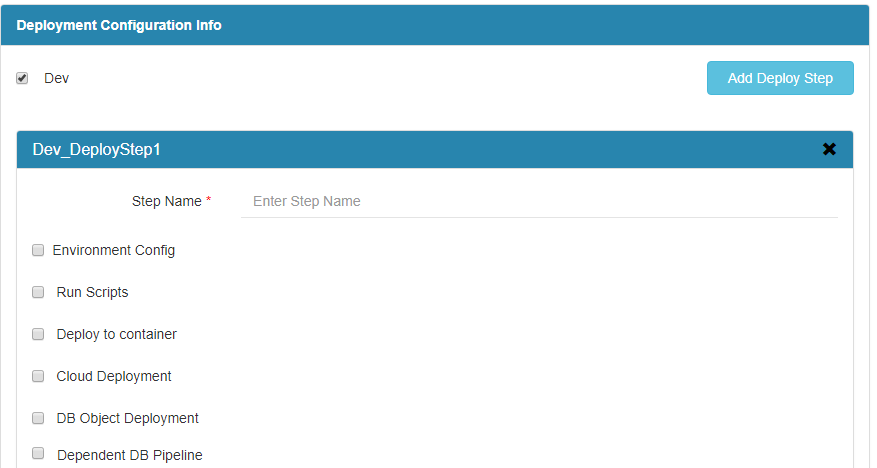 Deployment Configuration Info
Dev
Add Deploy Step
Dev_DeployStep1
Step Name * Enter Step Name
Environment Config
Run Scripts
Deploy to container
Cloud Deployment
DB Object Deployment
Dependent DB Pipeline